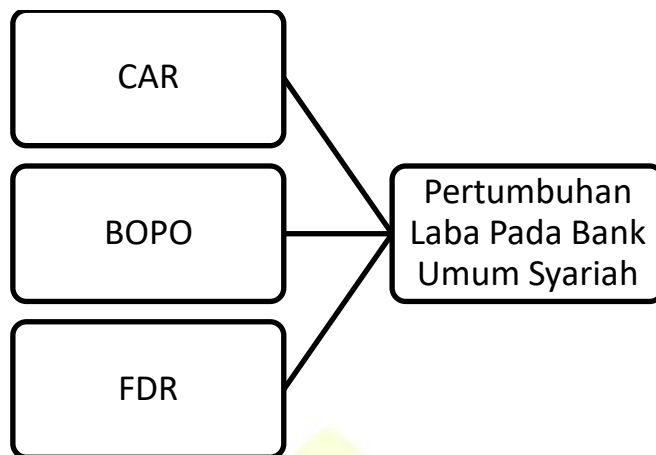 CAR
BOPO
FDR
Pertumbuhan
Laba Pada Bank
Umum Syariah